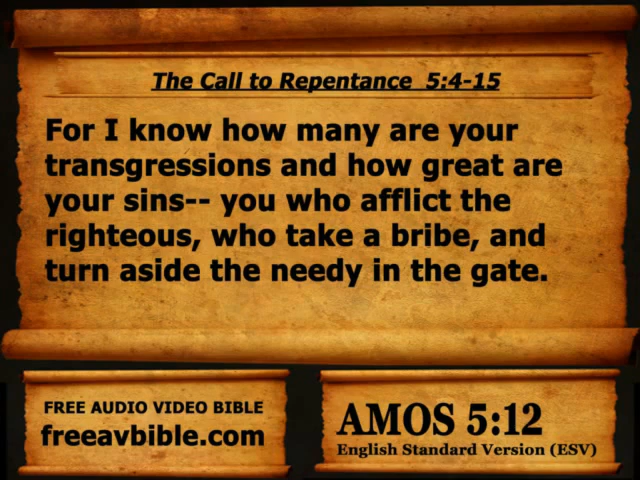 The Call to Repentance 5:4-15
For I know how many are your
transgressions and how great are
your sins-- you who afflict the
righteous, who take a bribe, and
turn aside the needy in the gate.
FREE AUDIO VIDEO BIBLE
freeavbible.com
AMOS 5:12
English Standard Version (ESV)